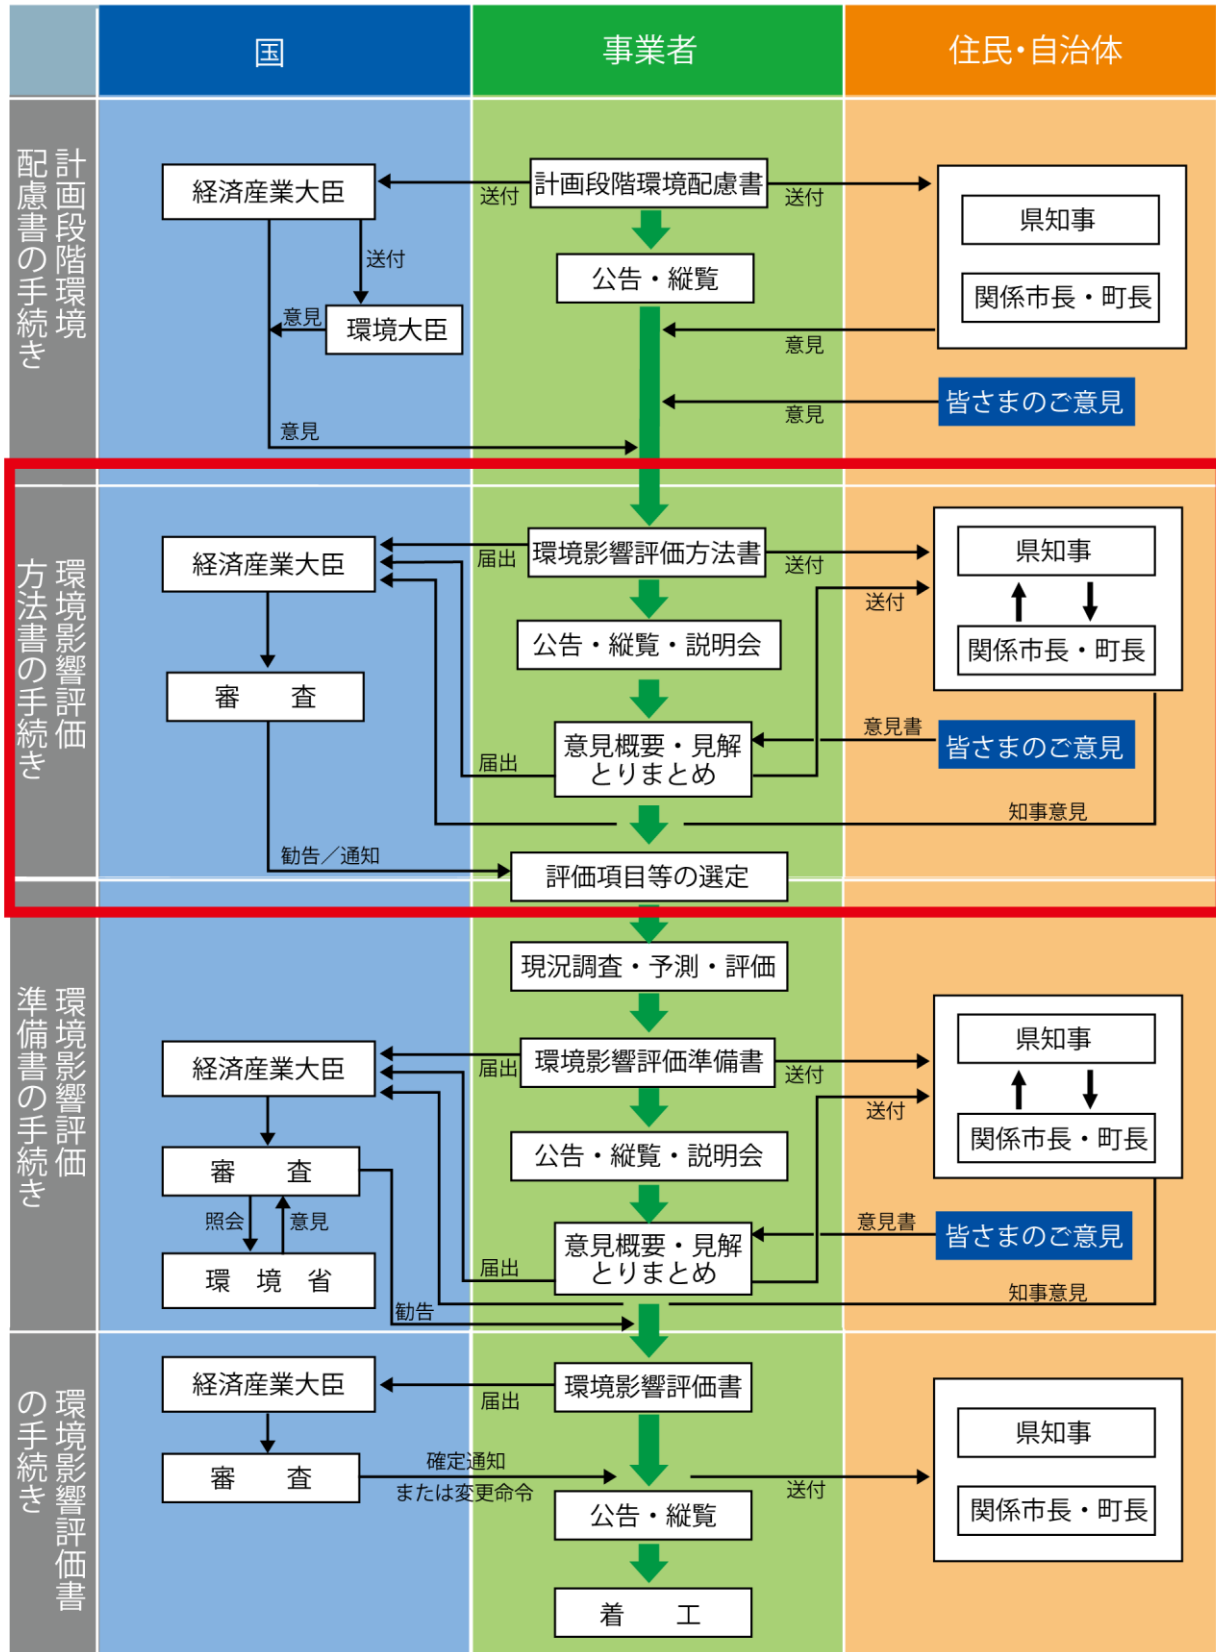 国
事業者
住民・自治体
計画段階環境
配慮書の手続き
経済産業大臣
送付
計画段階環境配慮書
送付
県知事
関係市長・町長
送付
公告・縦覧
意見
環境大臣
意見
皆さまのご意見
意見
意見
環境影響評価
方法書の手続き
経済産業大臣
届出
環境影響評価方法書
送付
県知事
関係市長・町長
送付
公告・縦覧・説明会
審　査
意見書
皆さまのご意見
意見概要・見解
とりまとめ
届出
知事意見
勧告／通知
評価項目等の選定
現況調査・予測・評価
環境影響評価
準備書の手続き
経済産業大臣
届出
環境影響評価準備書
送付
県知事
関係市長・町長
送付
公告・縦覧・説明会
審　査
照会
意見
環　境　省
意見書
皆さまのご意見
意見概要・見解
とりまとめ
届出
知事意見
勧告
環境影響評価書
の手続き
経済産業大臣
届出
環境影響評価書
県知事
関係市長・町長
審　査
確定通知
または変更命令
送付
公告・縦覧
着　工